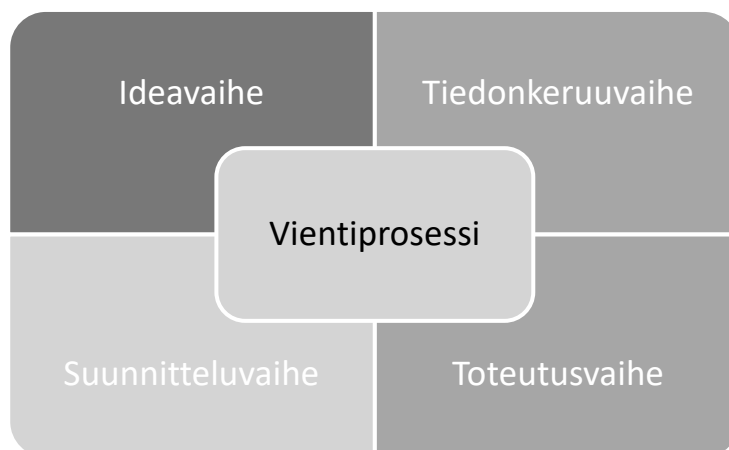 Ideavaihe
Tiedonkeruuvaihe
Vientiprosessi
Suunnitteluvaihe
Toteutusvaihe